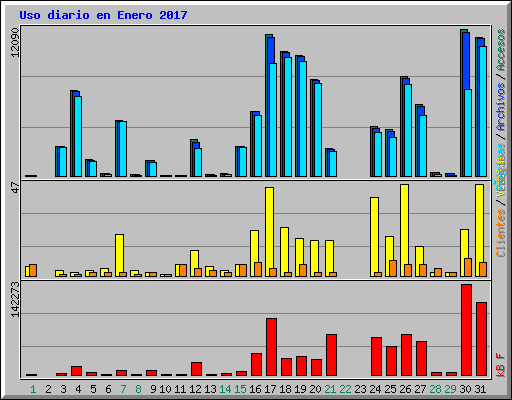 Uso diario en Enero 2017
12090
47
142273
Clientes / Visitas / Archivos / Accesos
kB F
1 2 3 4 5 6 7 8 9 10 11 12 13 14 15 16 17 18 19 20 21 22 23 24 25 26 27 28 29 30 31